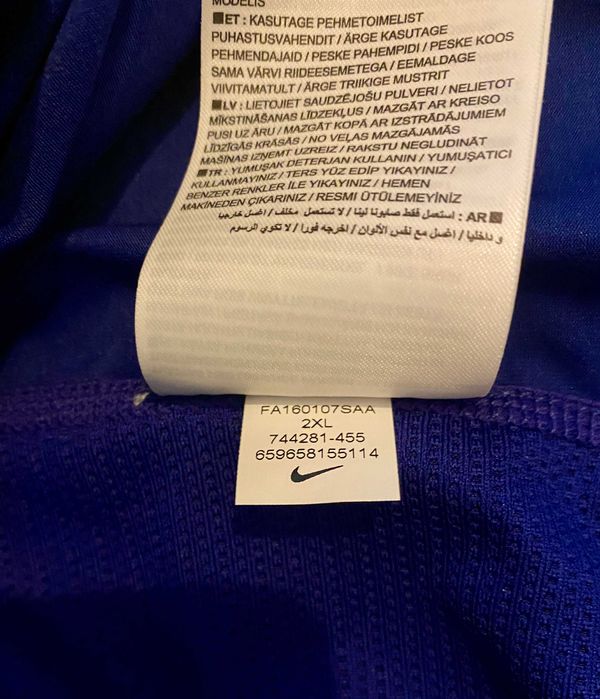 MODELIS
ET : KASUTAGE PEHMETOIMELIST
PUHASTUSVAHENDIT / ÄRGE KASUTAGE
PEHMENDAJAID / PESKE PAHEMPIDI / PESKE KOOS
SAMA VÄRVI RIIDEESEMETEGA / EEMALDAGE
VIIVITAMATULT / ÄRGE TRIIKIGE MUSTRIT
LV : LIETOJIET SAUDZĒJOŠU PULVERI / NELIETOT
MĪKSTINĀŠANAS LĪDZEKĻUS / MAZGĀT AR KREISO
PUSI UZ ĀRU / MAZGĀT KOPĀ AR IZSTRĀDĀJUMIEM
LĪDZĪGĀS KRĀSĀS / NO VEĻAS MAZGĀJAMĀS
MAŠĪNAS IZŅEMT UZREIZ / RAKSTU NEGLUDINĀT
TR : YUMUŞAK DETERJAN KULLANIN / YUMUŞATICI
KULLANMAYINIZ / TERS YÜZ EDİP YIKAYINIZ /
BENZER RENKLER İLE YIKAYINIZ / HEMEN
MAKİNEDEN ÇIKARINIZ / RESMİ ÜTÜLEMEYİNİZ
AR : استعمل فقط صابونا لينا / لا تستعمل مخلف / اغسل خارجيا
و داخليا / اغسل مع نفس الألوان / اخرجه فورا / لا تكوي الرسوم
FA160107SAA
2XL
744281-455
659658155114